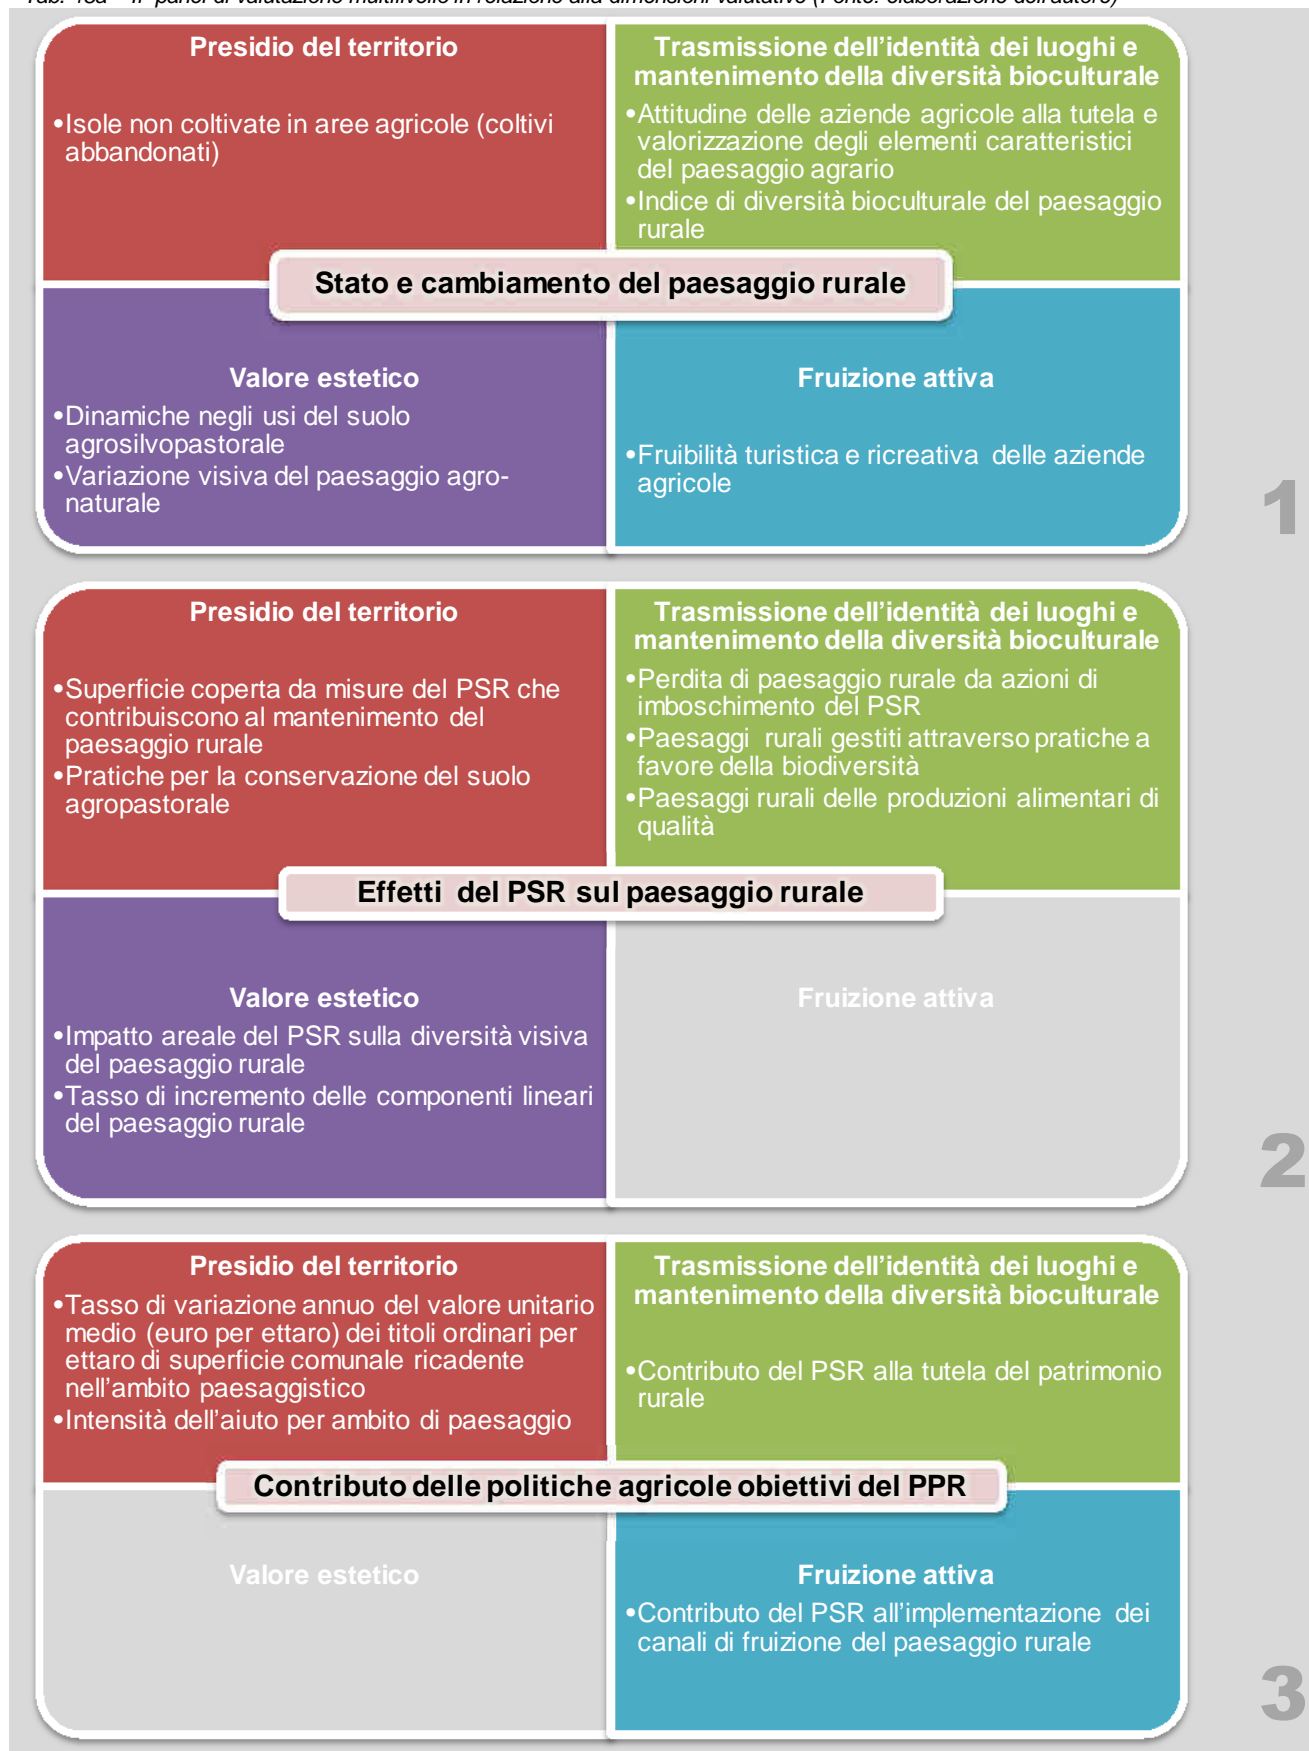 Presidio del territorio
•Isole non coltivate in aree agricole (coltivi
abbandonati)
Trasmissione dell'identità dei luoghi e
mantenimento della diversità bioculturale
•Attitudine delle aziende agricole alla tutela e
valorizzazione degli elementi caratteristici
del paesaggio agrario
•Indice di diversità bioculturale del paesaggio
rurale
Stato e cambiamento del paesaggio rurale
Valore estetico
•Dinamiche negli usi del suolo
agrosilvopastorale
•Variazione visiva del paesaggio agro-
naturale
Fruizione attiva
•Fruibilità turistica e ricreativa delle aziende
agricole
1
Presidio del territorio
•Superficie coperta da misure del PSR che
contribuiscono al mantenimento del
paesaggio rurale
•Pratiche per la conservazione del suolo
agropastorale
Trasmissione dell'identità dei luoghi e
mantenimento della diversità bioculturale
•Perdita di paesaggio rurale da azioni di
imboschimento del PSR
•Paesaggi rurali gestiti attraverso pratiche a
favore della biodiversità
•Paesaggi rurali delle produzioni alimentari di
qualità
Effetti del PSR sul paesaggio rurale
Valore estetico
•Impatto areale del PSR sulla diversità visiva
del paesaggio rurale
•Tasso di incremento delle componenti lineari
del paesaggio rurale
Fruizione attiva
2
Presidio del territorio
•Tasso di variazione annuo del valore unitario
medio (euro per ettaro) dei titoli ordinari per
ettaro di superficie comunale ricadente
nell'ambito paesaggistico
•Intensità dell'aiuto per ambito di paesaggio
Trasmissione dell'identità dei luoghi e
mantenimento della diversità bioculturale
•Contributo del PSR alla tutela del patrimonio
rurale
Contributo delle politiche agricole obiettivi del PPR
Valore estetico
Fruizione attiva
•Contributo del PSR all'implementazione dei
canali di fruizione del paesaggio rurale
3